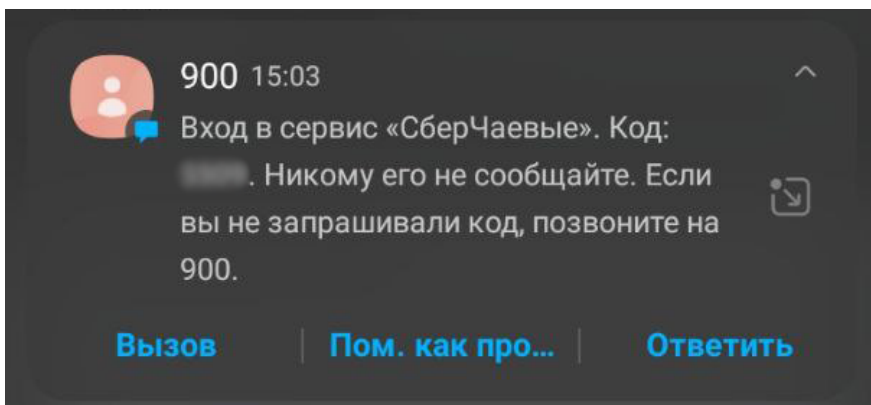 900 15:03
Вход в сервис «СберЧаевые». Код:
. Никому его не сообщайте. Если
вы не запрашивали код, позвоните на
900.
Вызов Пом. как про... Ответить